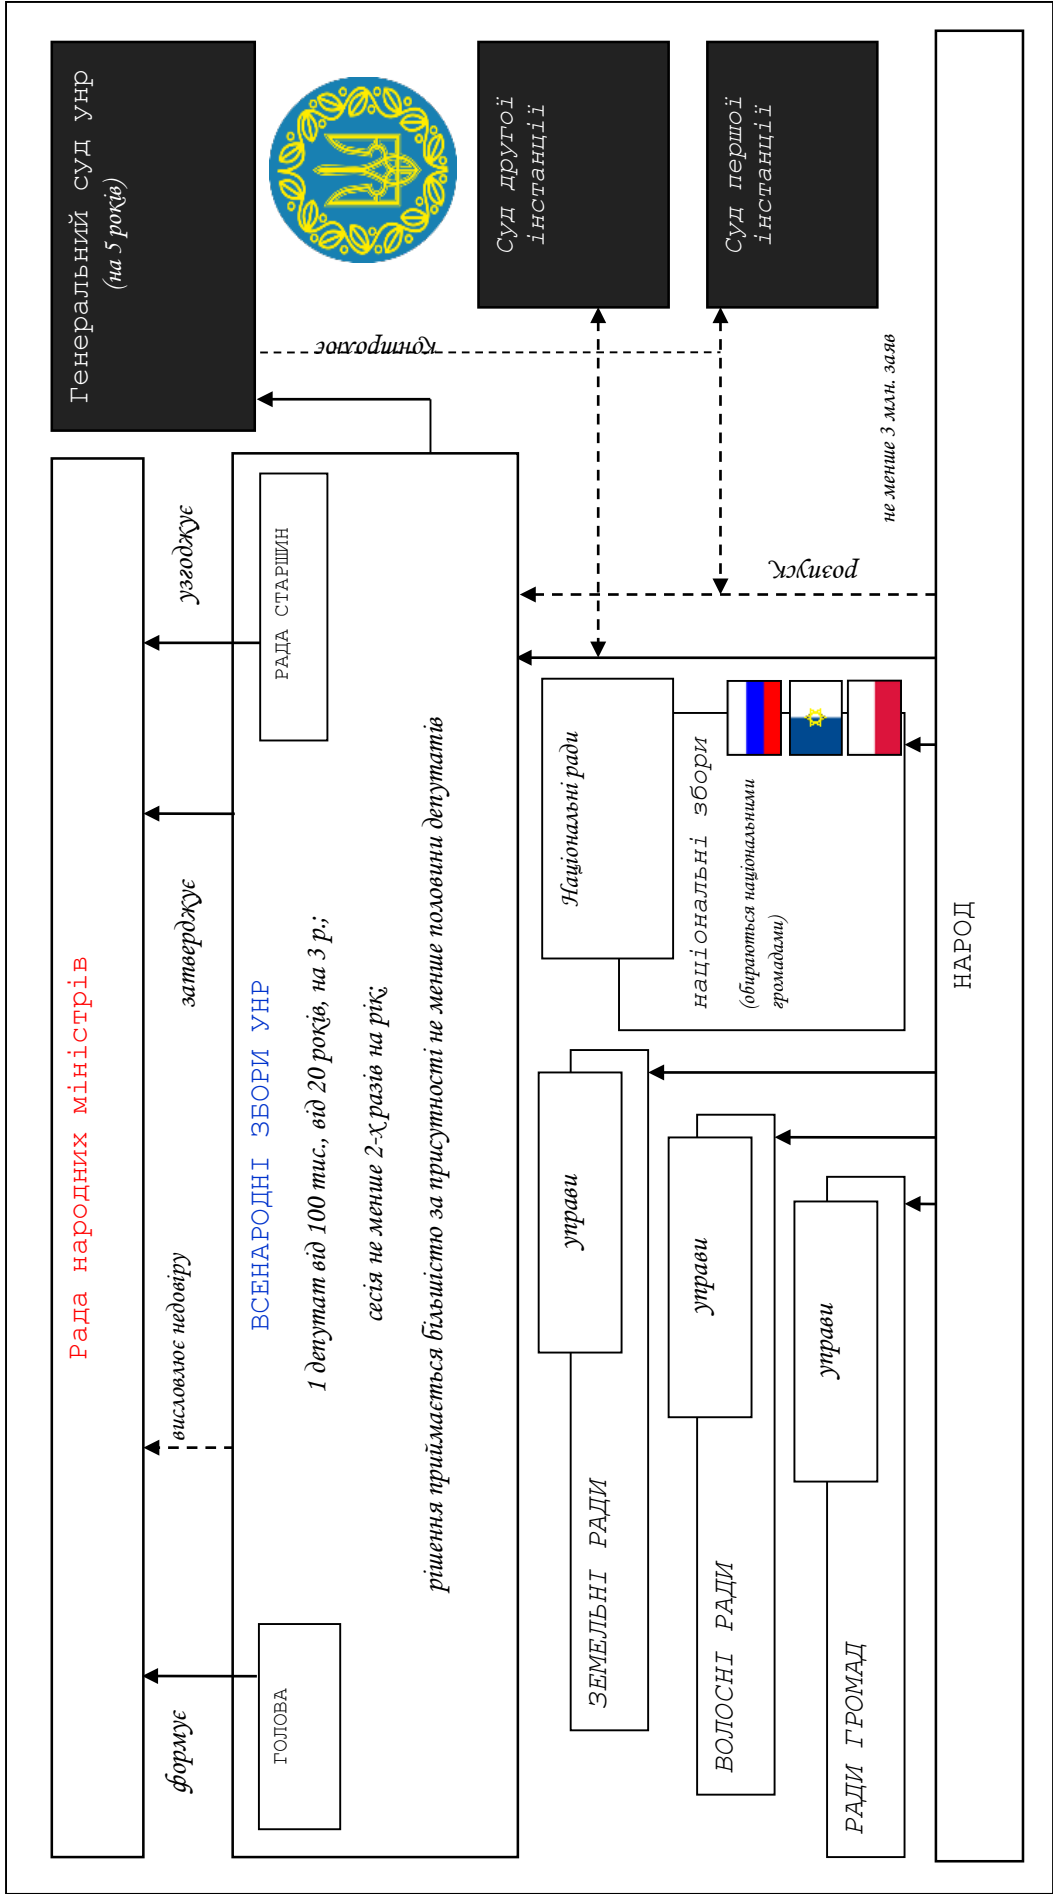 Рада народних міністрів
Генеральний суд унр
(на 5 років)
формує
висловлює недовіру
затверджує
узгоджує
контролює
ГОЛОВА
ВСЕНАРОДНІ ЗБОРИ УНР
РАДА СТАРШИН
1 депутат від 100 тис., від 20 років, на 3 р.;
сесія не менше 2-х разів на рік;
рішення приймається більшістю за присутності не менше половини депутатів
Суд другої
інстанції
Суд першої
інстанції
ЗЕМЕЛЬНІ РАДИ
управи
ВОЛОСНІ РАДИ
управи
РАДИ ГРОМАД
управи
Національні ради
національні збори
(обираються національними
громадами)
розпуск
не менше 3 млн. заяв
НАРОД